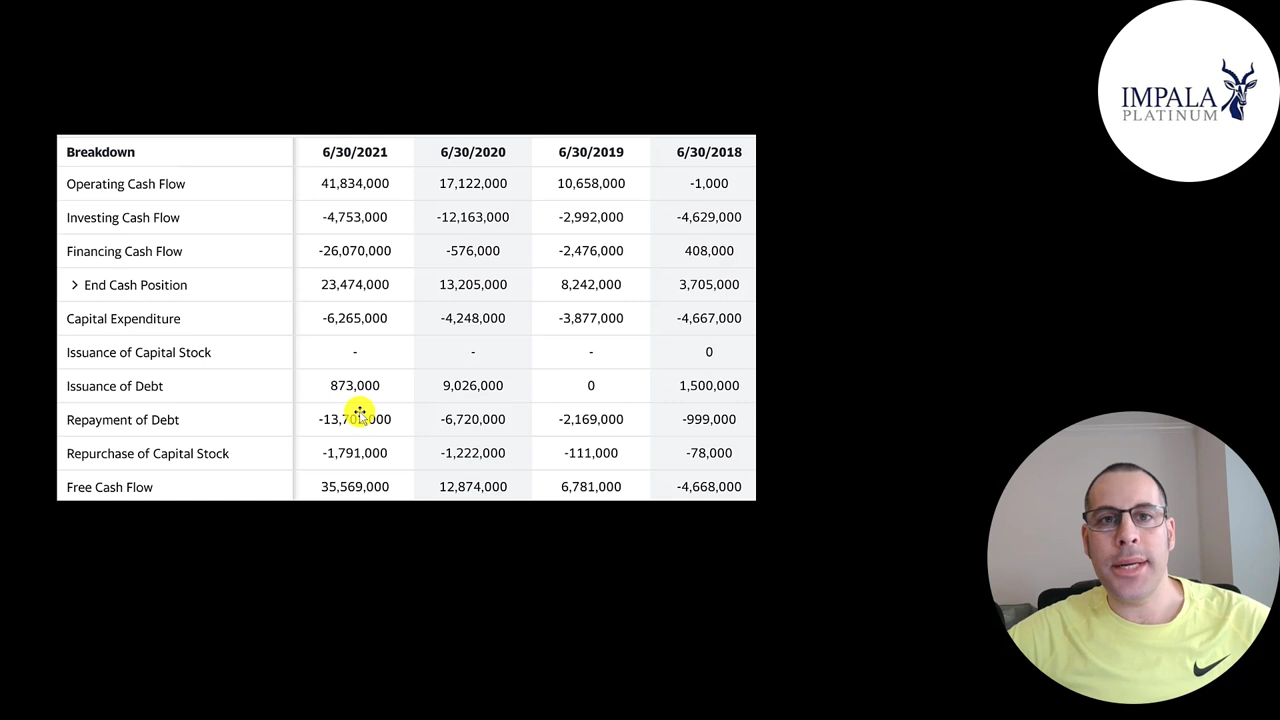 IMPALA
PLATINUM
Breakdown 6/30/2021 6/30/2020 6/30/2019 6/30/2018
Operating Cash Flow 41,834,000 17,122,000 10,658,000 -1,000
Investing Cash Flow -4,753,000 -12,163,000 -2,992,000 -4,629,000
Financing Cash Flow -26,070,000 -576,000 -2,476,000 408,000
> End Cash Position 23,474,000 13,205,000 8,242,000 3,705,000
Capital Expenditure -6,265,000 -4,248,000 -3,877,000 -4,667,000
Issuance of Capital Stock - - - 0
Issuance of Debt 873,000 9,026,000 0 1,500,000
Repayment of Debt -6,720,000 -2,169,000 -999,000
Repurchase of Capital Stock -1,791,000 -1,222,000 -111,000 -78,000
Free Cash Flow 35,569,000 12,874,000 6,781,000 -4,668,000